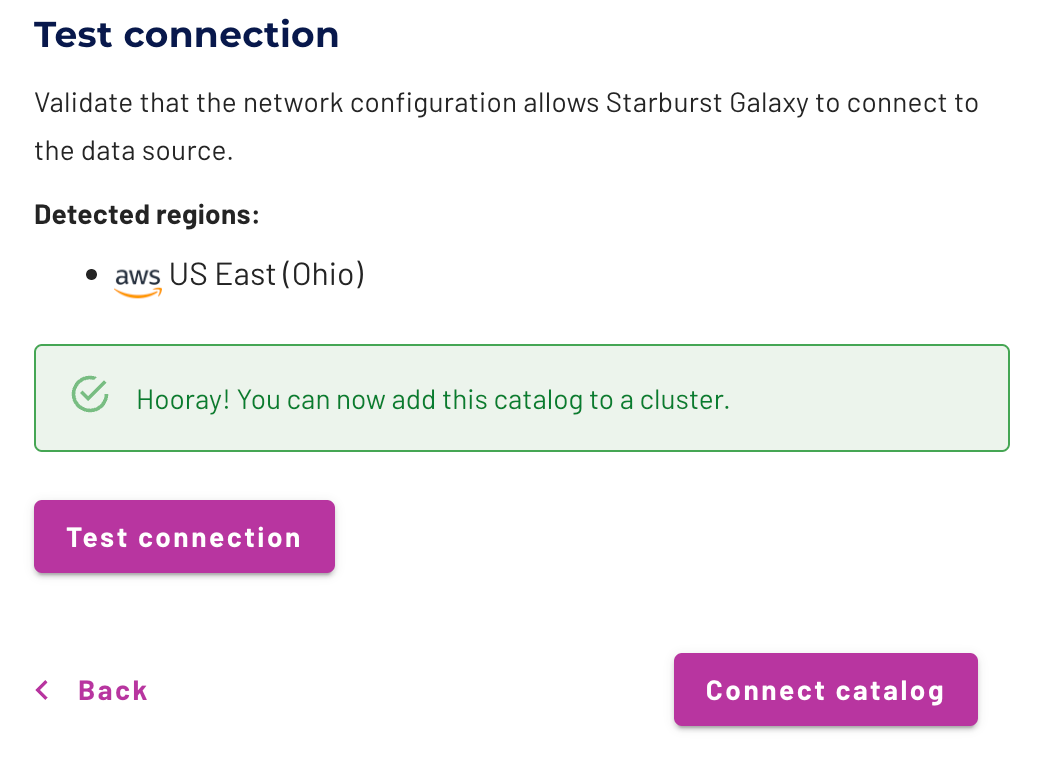 Test connection
Validate that the network configuration allows Starburst Galaxy to connect to
the data source.
Detected regions:
aws US East (Ohio)
Hooray! You can now add this catalog to a cluster.
Test connection
Back
Connect catalog